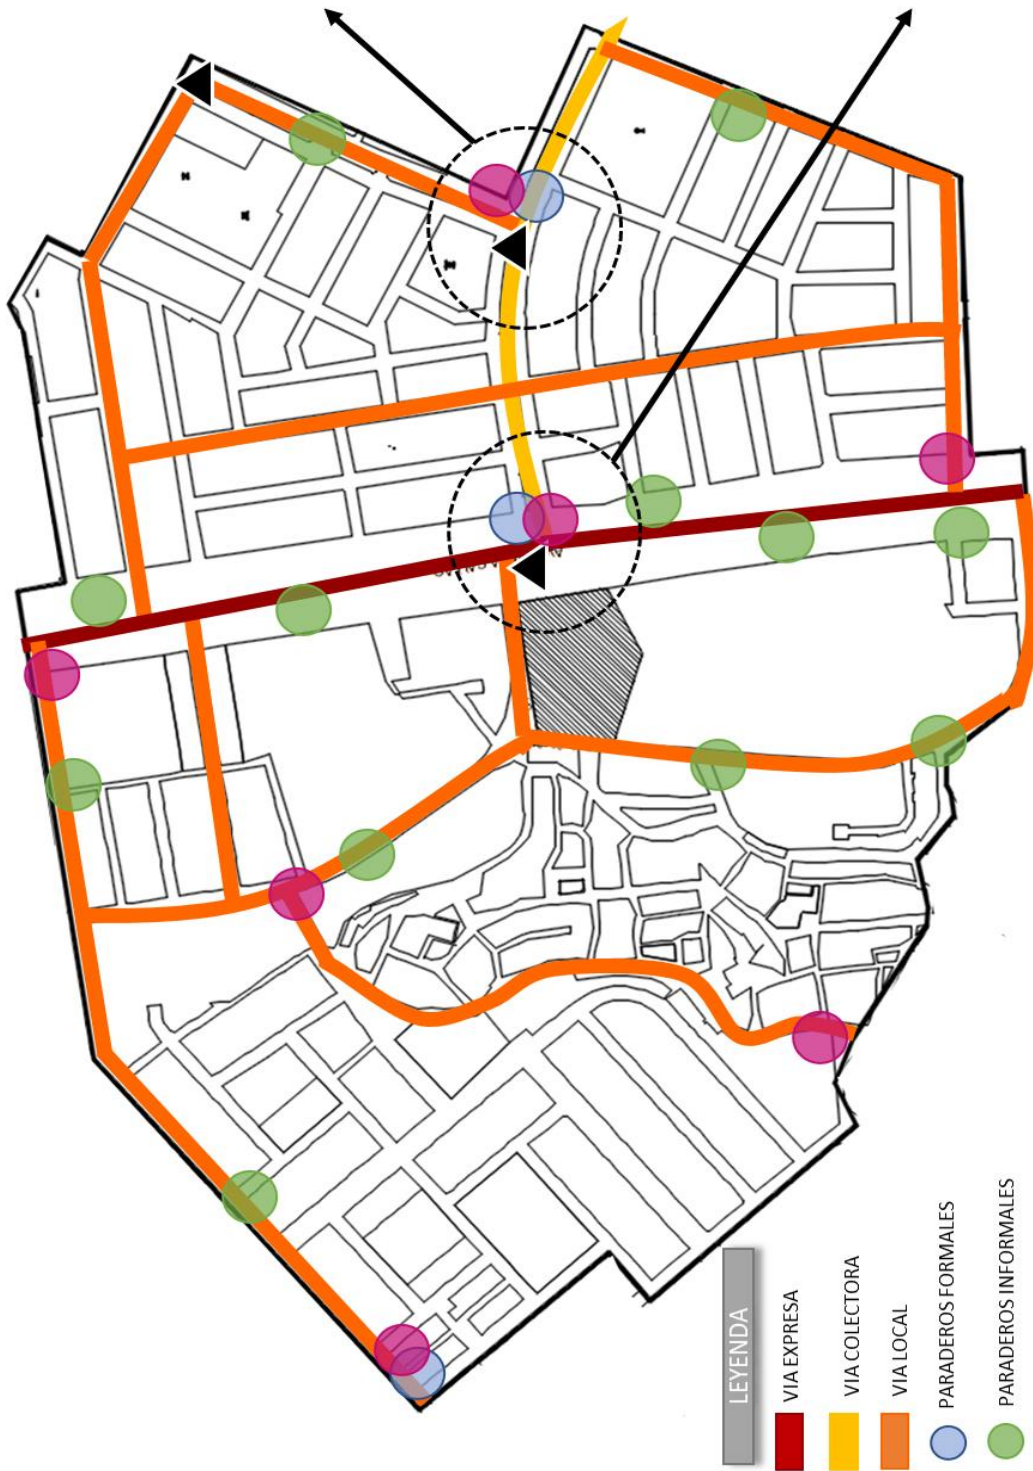 LEYENDA
VIA EXPRESA
VIA COLECTORA
VIA LOCAL
PARADEROS FORMALES
PARADEROS INFORMALES